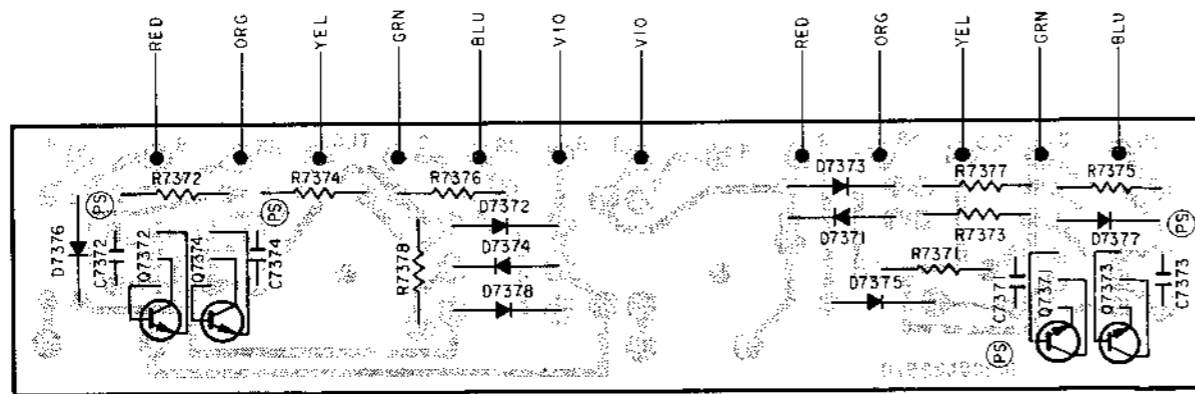 RED
ORG
YEL
GRN
BLU
VIO
VIO
RED
ORG
YEL
GRN
BLU
R7372
R7374
R7376
D7373
R7377
R7375
PS
PS
D7372
D7371
R7373
D7377
PS
D7376
C7372
Q7372
Q7374
C7374
R7378
D7374
D7378
R7371
D7375
C7371
Q7371
Q7373
C7373
PS